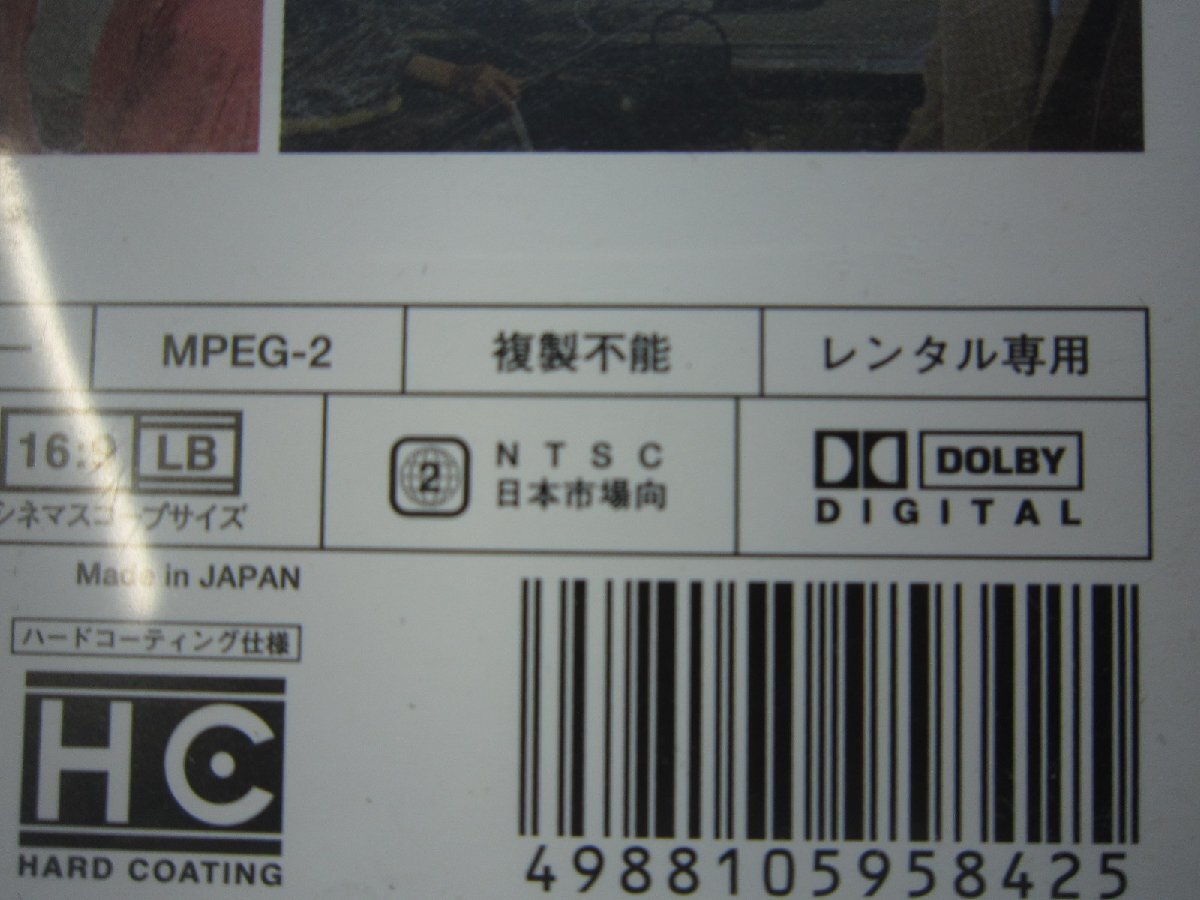 MPEG-2
複製不能
レンタル専用
16:9 LB
シネマスコープサイズ
2
NTSC
日本市場向
DOLBY
DIGITAL
Made in JAPAN
ハードコーティング仕様
HC
HARD COATING
4988105958425